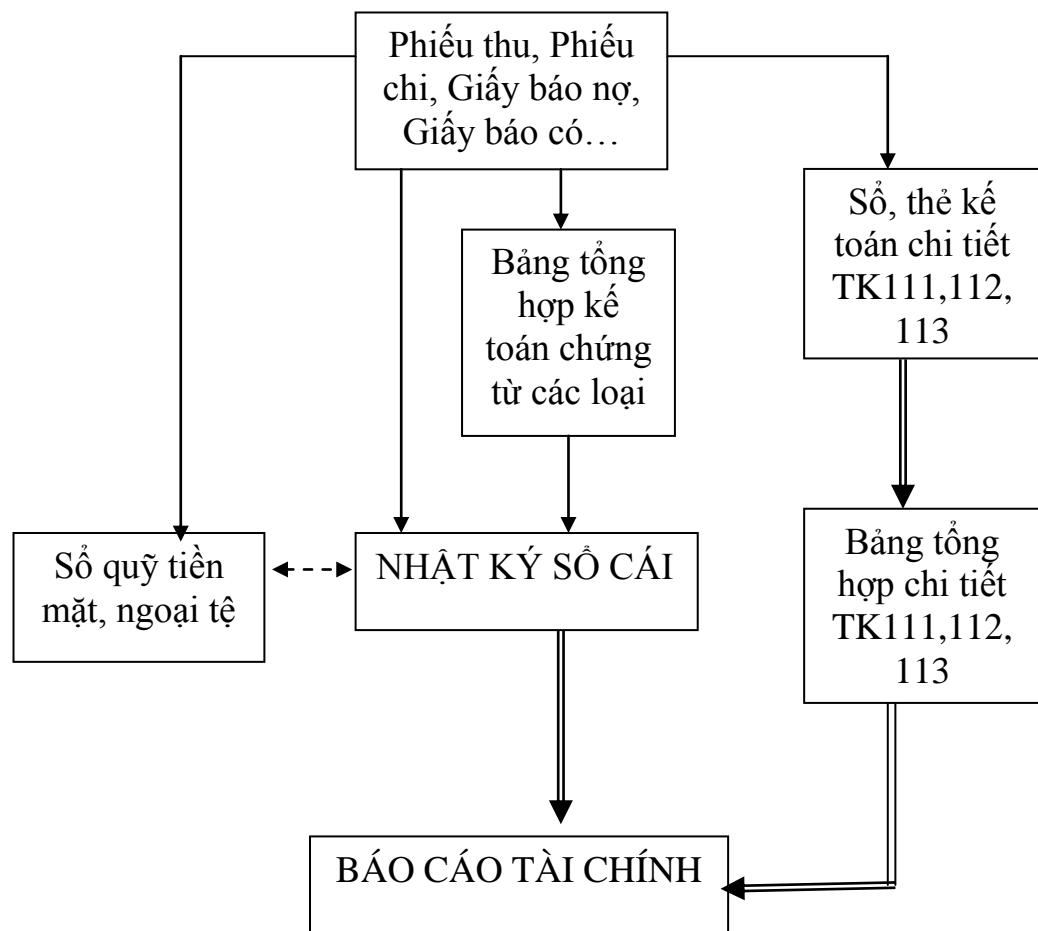 Phiếu thu, Phiếu
chi, Giấy báo nợ,
Giấy báo có…
Sổ, thẻ kế
toán chi tiết
TK111,112,
113
Bảng tổng
hợp kế
toán chứng
từ các loại
Sổ quỹ tiền
mặt, ngoại tệ
NHẬT KÝ SỔ CÁI
Bảng tổng
hợp chi tiết
TK111,112,
113
BÁO CÁO TÀI CHÍNH